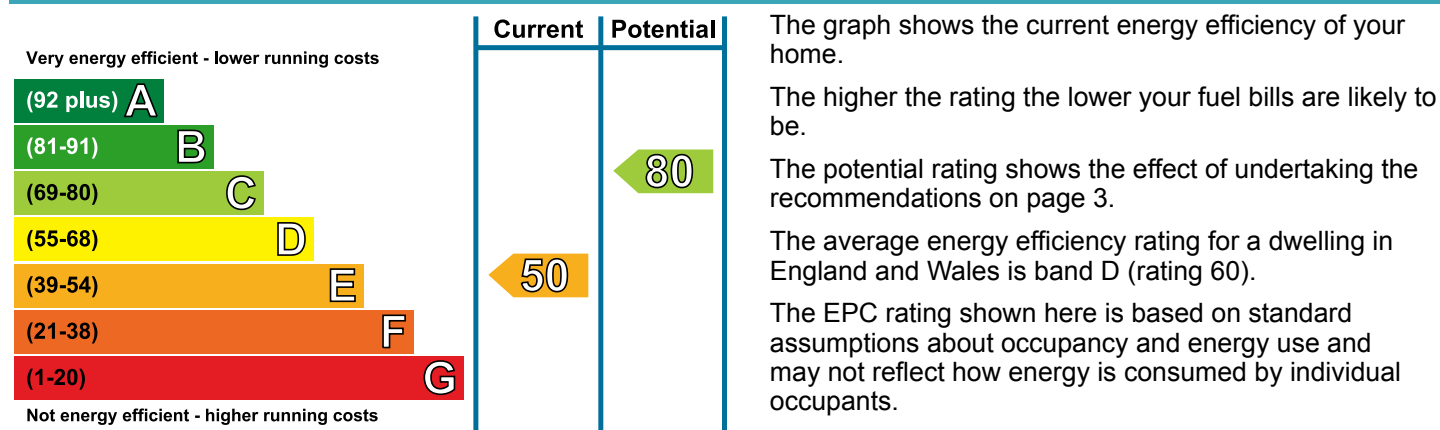 Current Potential
Very energy efficient - lower running costs
(92 plus) A
(81-91) B
(69-80) C
(55-68) D
(39-54) E
(21-38) F
(1-20) G
Not energy efficient - higher running costs
50
80
The graph shows the current energy efficiency of your
home.
The higher the rating the lower your fuel bills are likely to
be.
The potential rating shows the effect of undertaking the
recommendations on page 3.
The average energy efficiency rating for a dwelling in
England and Wales is band D (rating 60).
The EPC rating shown here is based on standard
assumptions about occupancy and energy use and
may not reflect how energy is consumed by individual
occupants.